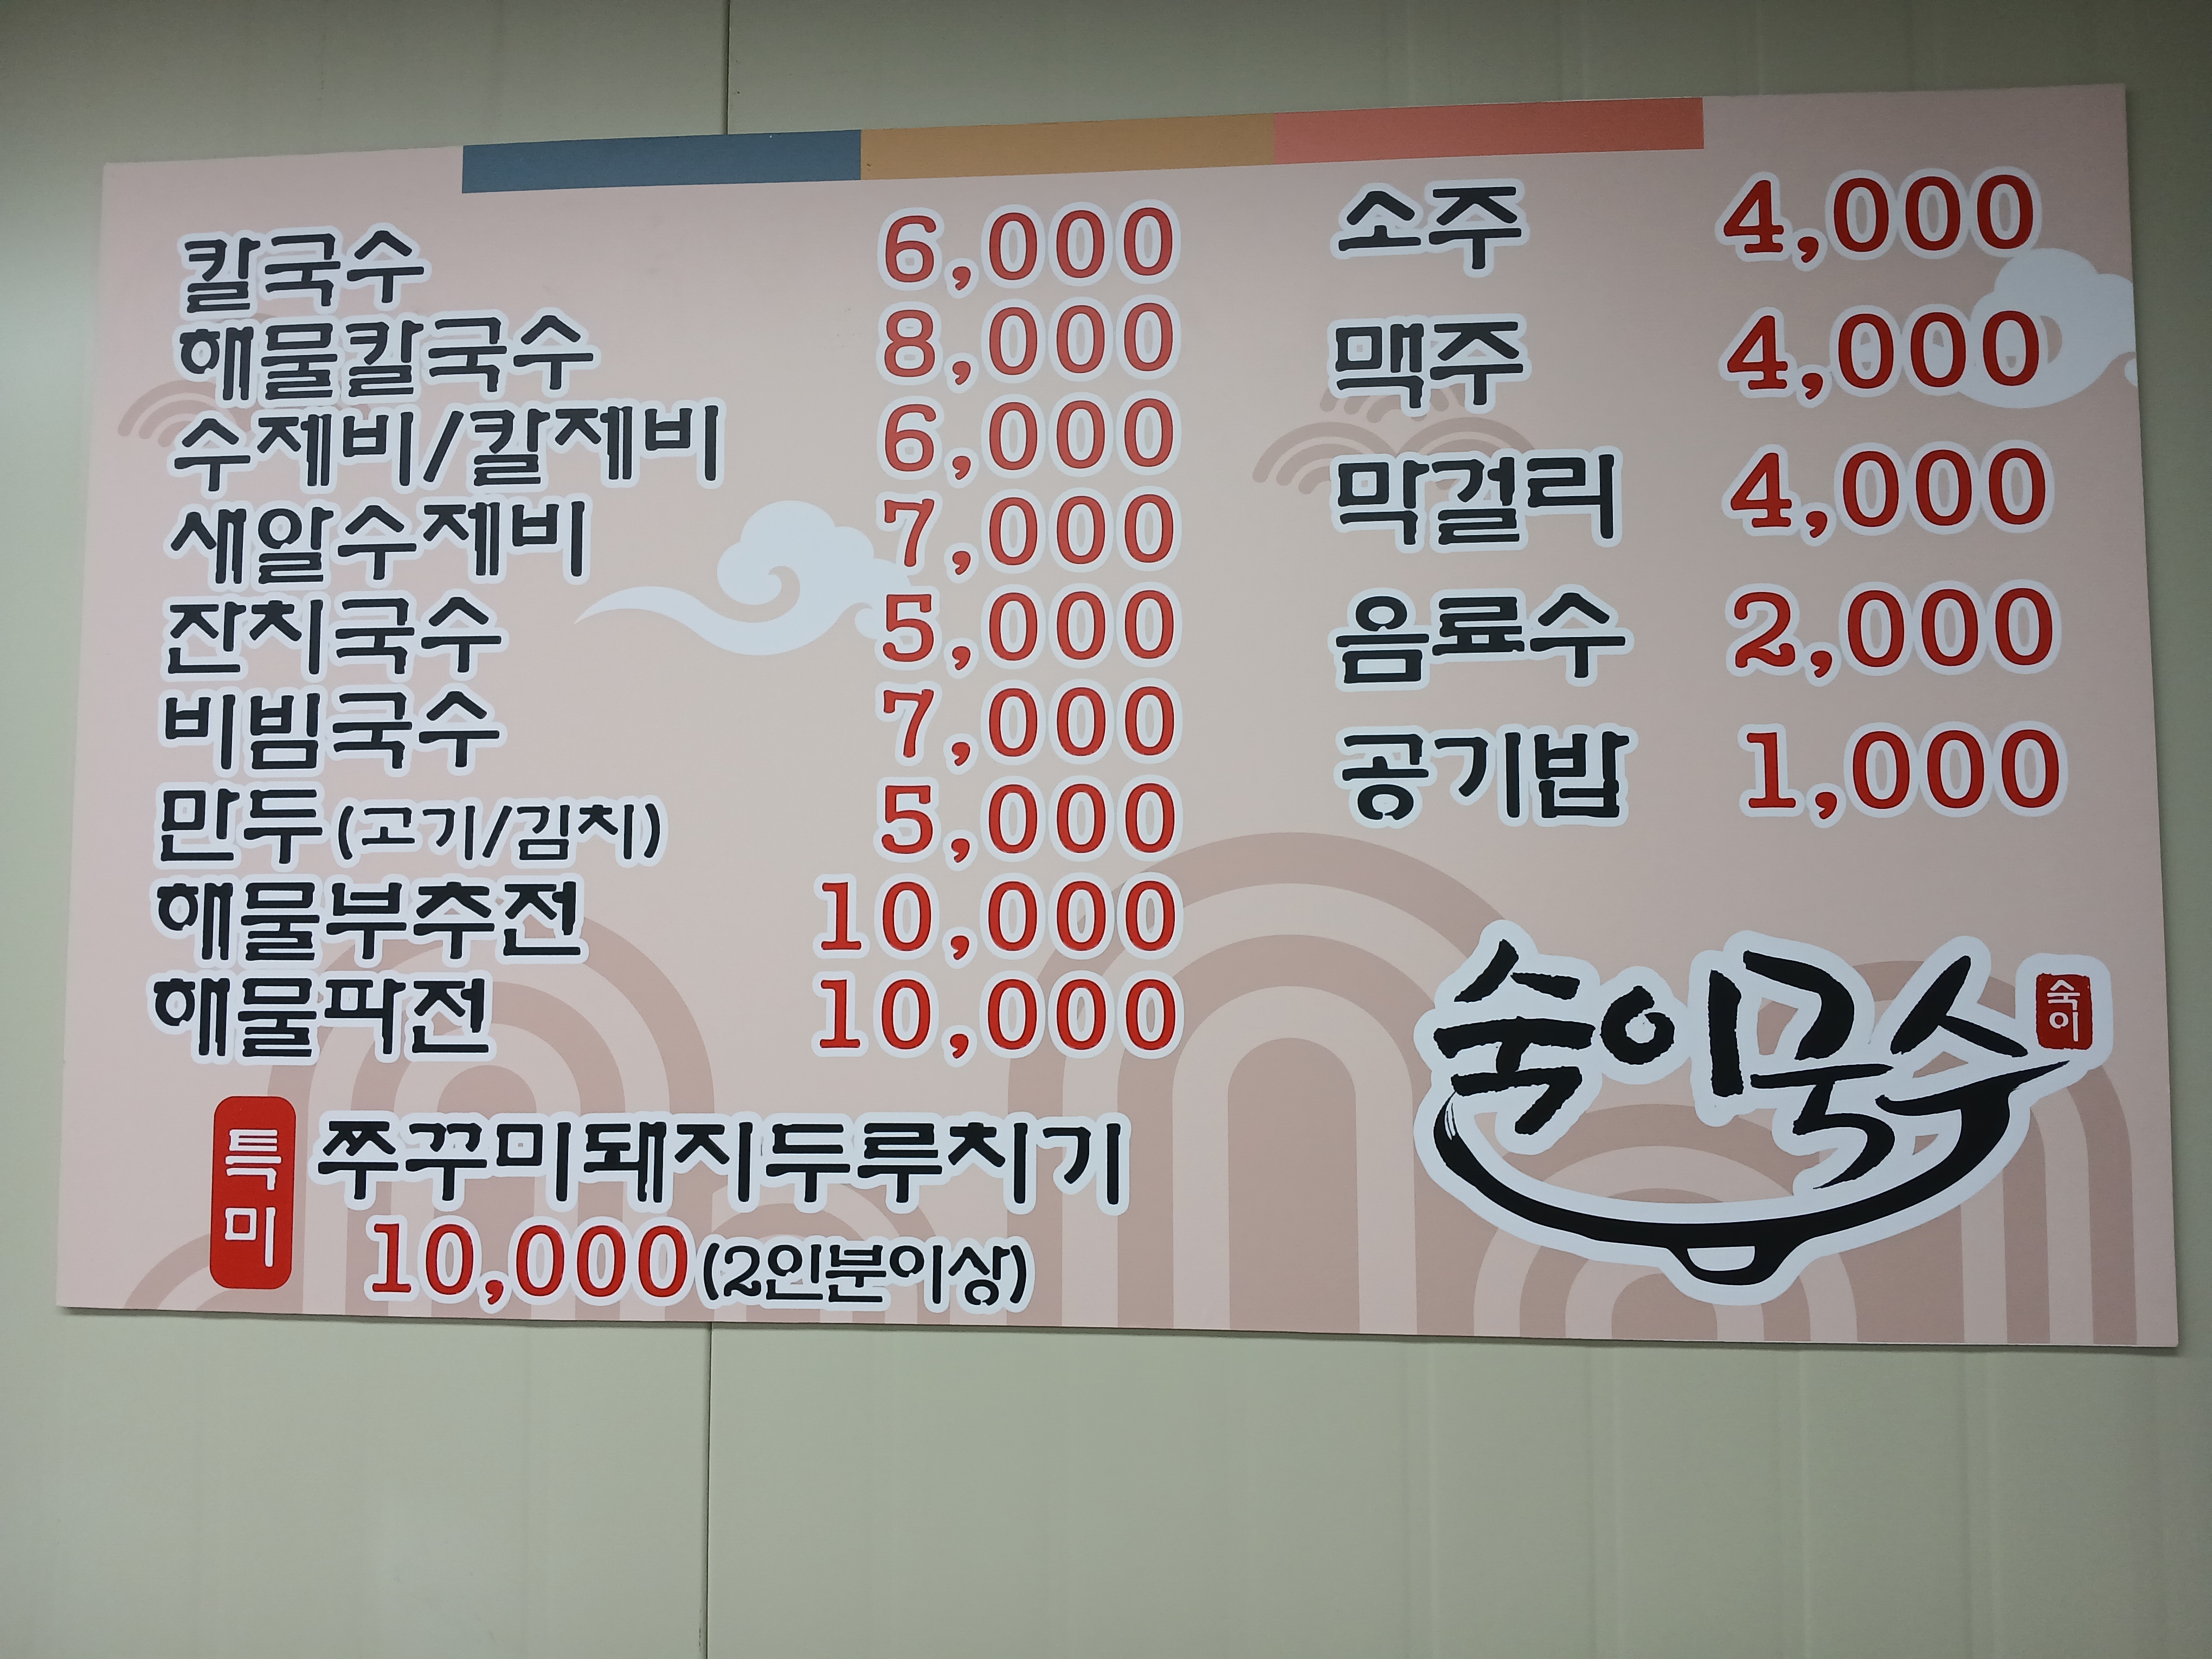 칼국수 6,000
해물칼국수 8,000
수제비/칼제비 6,000
새알수제비 7,000
잔치국수 5,000
비빔국수 7,000
만두(고기/김치) 5,000
해물부추전 10,000
해물파전 10,000
특미
쭈꾸미돼지두루치기
10,000(2인분이상)
소주 4,000
맥주 4,000
막걸리 4,000
음료수 2,000
공기밥 1,000
숙이국수
숙이